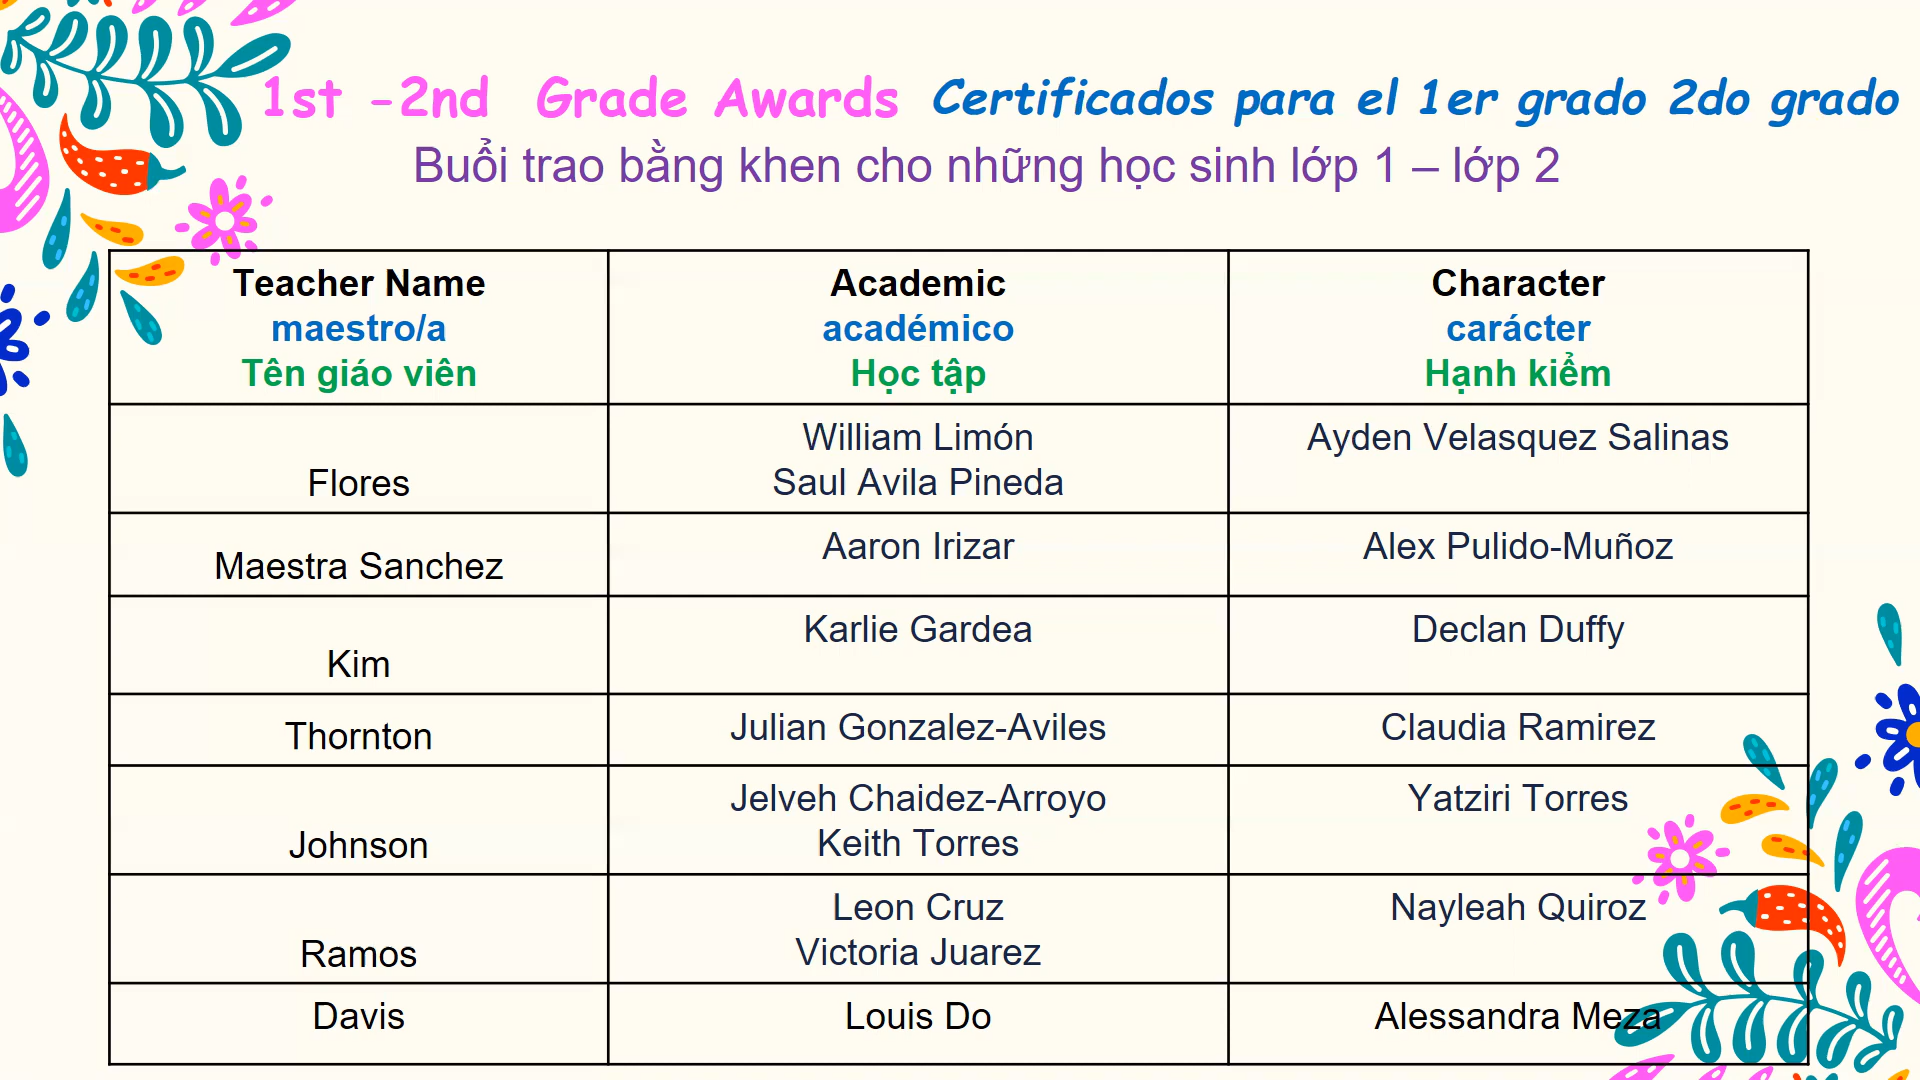 1st -2nd Grade Awards Certificados para el 1er grado 2do grado
Buổi trao bằng khen cho những học sinh lớp 1 – lớp 2
Teacher Name
maestro/a
Tên giáo viên
Academic
académico
Học tập
Character
carácter
Hạnh kiểm
Flores
William Limón
Saul Avila Pineda
Ayden Velasquez Salinas
Maestra Sanchez
Aaron Irizar
Alex Pulido-Muñoz
Kim
Karlie Gardea
Declan Duffy
Thornton
Julian Gonzalez-Aviles
Claudia Ramirez
Johnson
Jelveh Chaidez-Arroyo
Keith Torres
Yatziri Torres
Ramos
Leon Cruz
Victoria Juarez
Nayleah Quiroz
Davis
Louis Do
Alessandra Meza